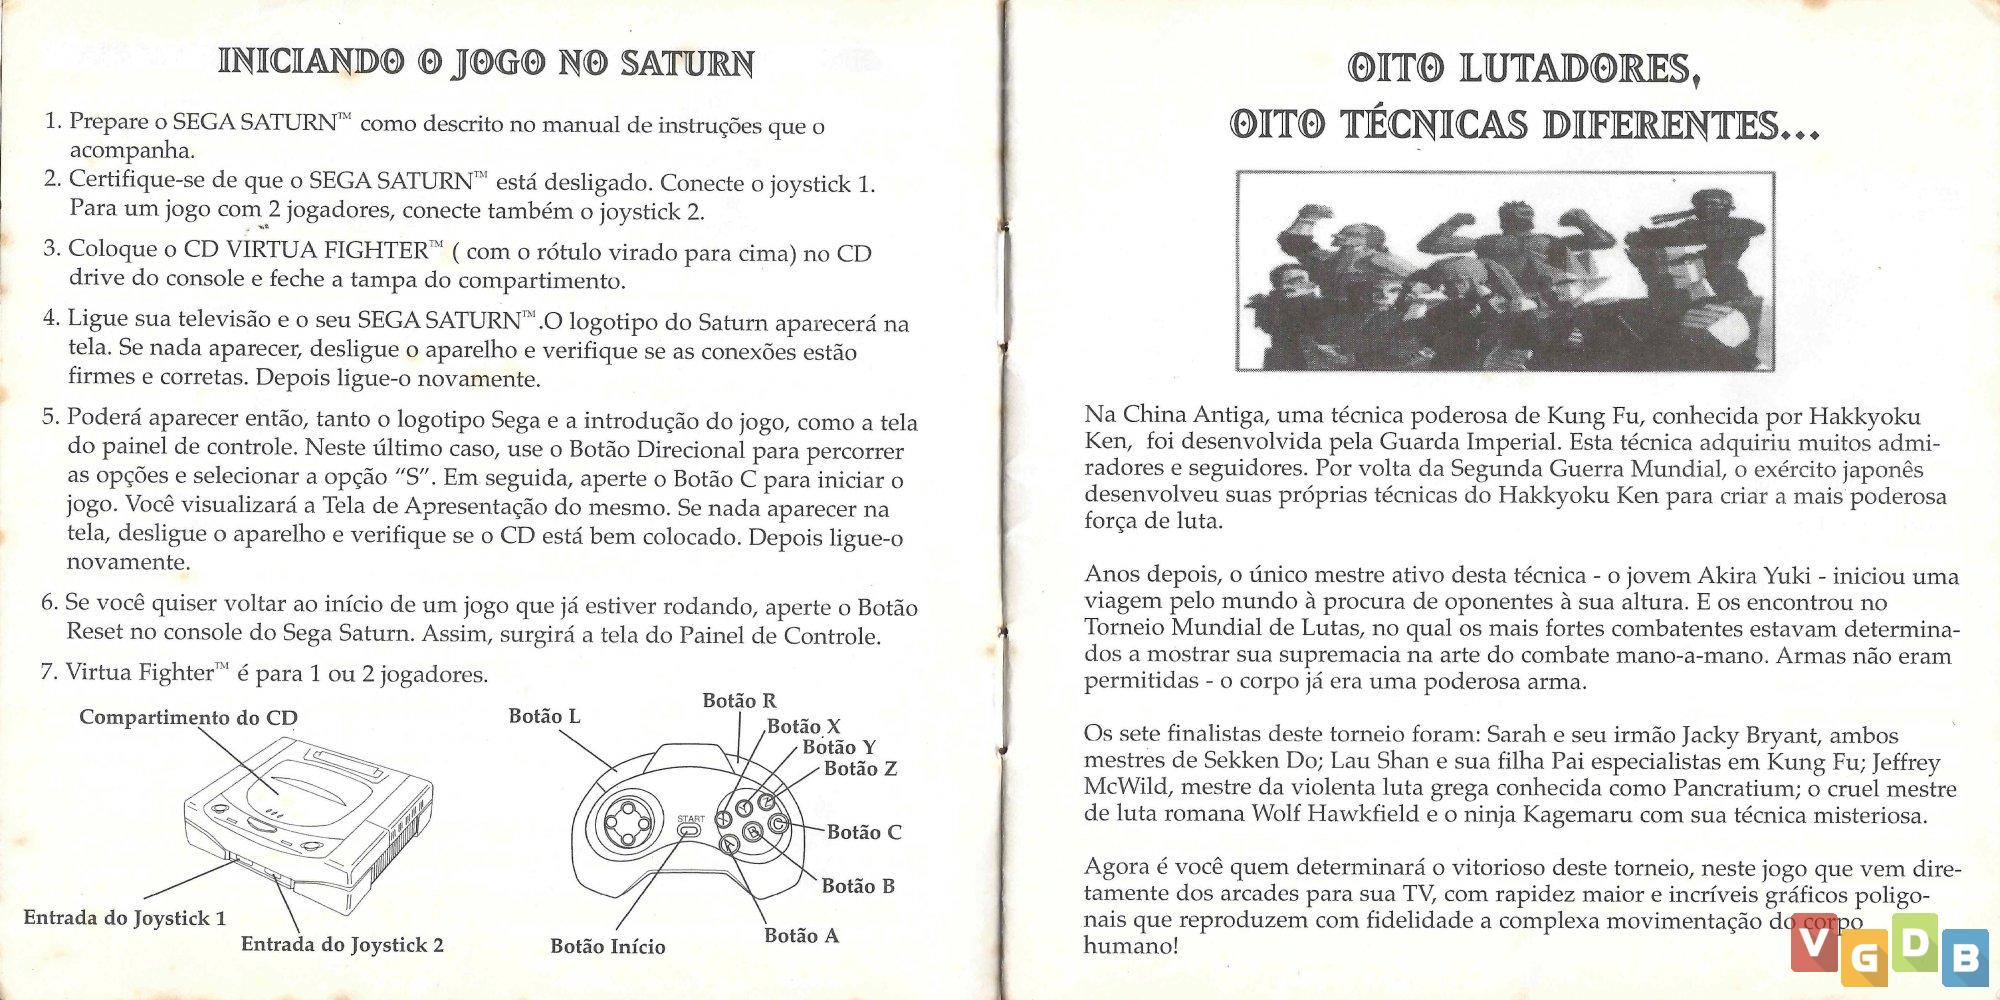 INICIANDO O JOGO NO SATURN
1. Prepare o SEGA SATURN™ como descrito no manual de instruções que o
acompanha.
2. Certifique-se de que o SEGA SATURN™ está desligado. Conecte o joystick 1.
Para um jogo com 2 jogadores, conecte também o joystick 2.
3. Coloque o CD VIRTUA FIGHTER™ ( com o rótulo virado para cima) no CD
drive do console e feche a tampa do compartimento.
4. Ligue sua televisão e o seu SEGA SATURN™.O logotipo do Saturn aparecerá na
tela. Se nada aparecer, desligue o aparelho e verifique se as conexões estão
firmes e corretas. Depois ligue-o novamente.
5. Poderá aparecer então, tanto o logotipo Sega e a introdução do jogo, como a tela
do painel de controle. Neste último caso, use o Botão Direcional para percorrer
as opções e selecionar a opção “S”. Em seguida, aperte o Botão C para iniciar o
jogo. Você visualizará a Tela de Apresentação do mesmo. Se nada aparecer na
tela, desligue o aparelho e verifique se o CD está bem colocado. Depois ligue-o
novamente.
6. Se você quiser voltar ao início de um jogo que já estiver rodando, aperte o Botão
Reset no console do Sega Saturn. Assim, surgirá a tela do Painel de Controle.
7. Virtua Fighter™ é para 1 ou 2 jogadores.
Compartimento do CD
Entrada do Joystick 1
Entrada do Joystick 2
Botão L
Botão R
Botão X
Botão Y
Botão Z
START
X
Y
Z
A
B
C
Botão C
Botão B
Botão A
Botão Início
OITO LUTADORES,
OITO TÉCNICAS DIFERENTES...
Na China Antiga, uma técnica poderosa de Kung Fu, conhecida por Hakkyoku
Ken, foi desenvolvida pela Guarda Imperial. Esta técnica adquiriu muitos admi-
radores e seguidores. Por volta da Segunda Guerra Mundial, o exército japonês
desenvolveu suas próprias técnicas do Hakkyoku Ken para criar a mais poderosa
força de luta.
Anos depois, o único mestre ativo desta técnica - o jovem Akira Yuki - iniciou uma
viagem pelo mundo à procura de oponentes à sua altura. E os encontrou no
Torneio Mundial de Lutas, no qual os mais fortes combatentes estavam determina-
dos a mostrar sua supremacia na arte do combate mano-a-mano. Armas não eram
permitidas - o corpo já era uma poderosa arma.
Os sete finalistas deste torneio foram: Sarah e seu irmão Jacky Bryant, ambos
mestres de Sekken Do; Lau Shan e sua filha Pai especialistas em Kung Fu; Jeffrey
McWild, mestre da violenta luta grega conhecida como Pancratium; o cruel mestre
de luta romana Wolf Hawkfield e o ninja Kagemaru com sua técnica misteriosa.
Agora é você quem determinará o vitorioso deste torneio, neste jogo que vem dire-
tamente dos arcades para sua TV, com rapidez maior e incríveis gráficos poligo-
nais que reproduzem com fidelidade a complexa movimentação do corpo
humano!
VGDB